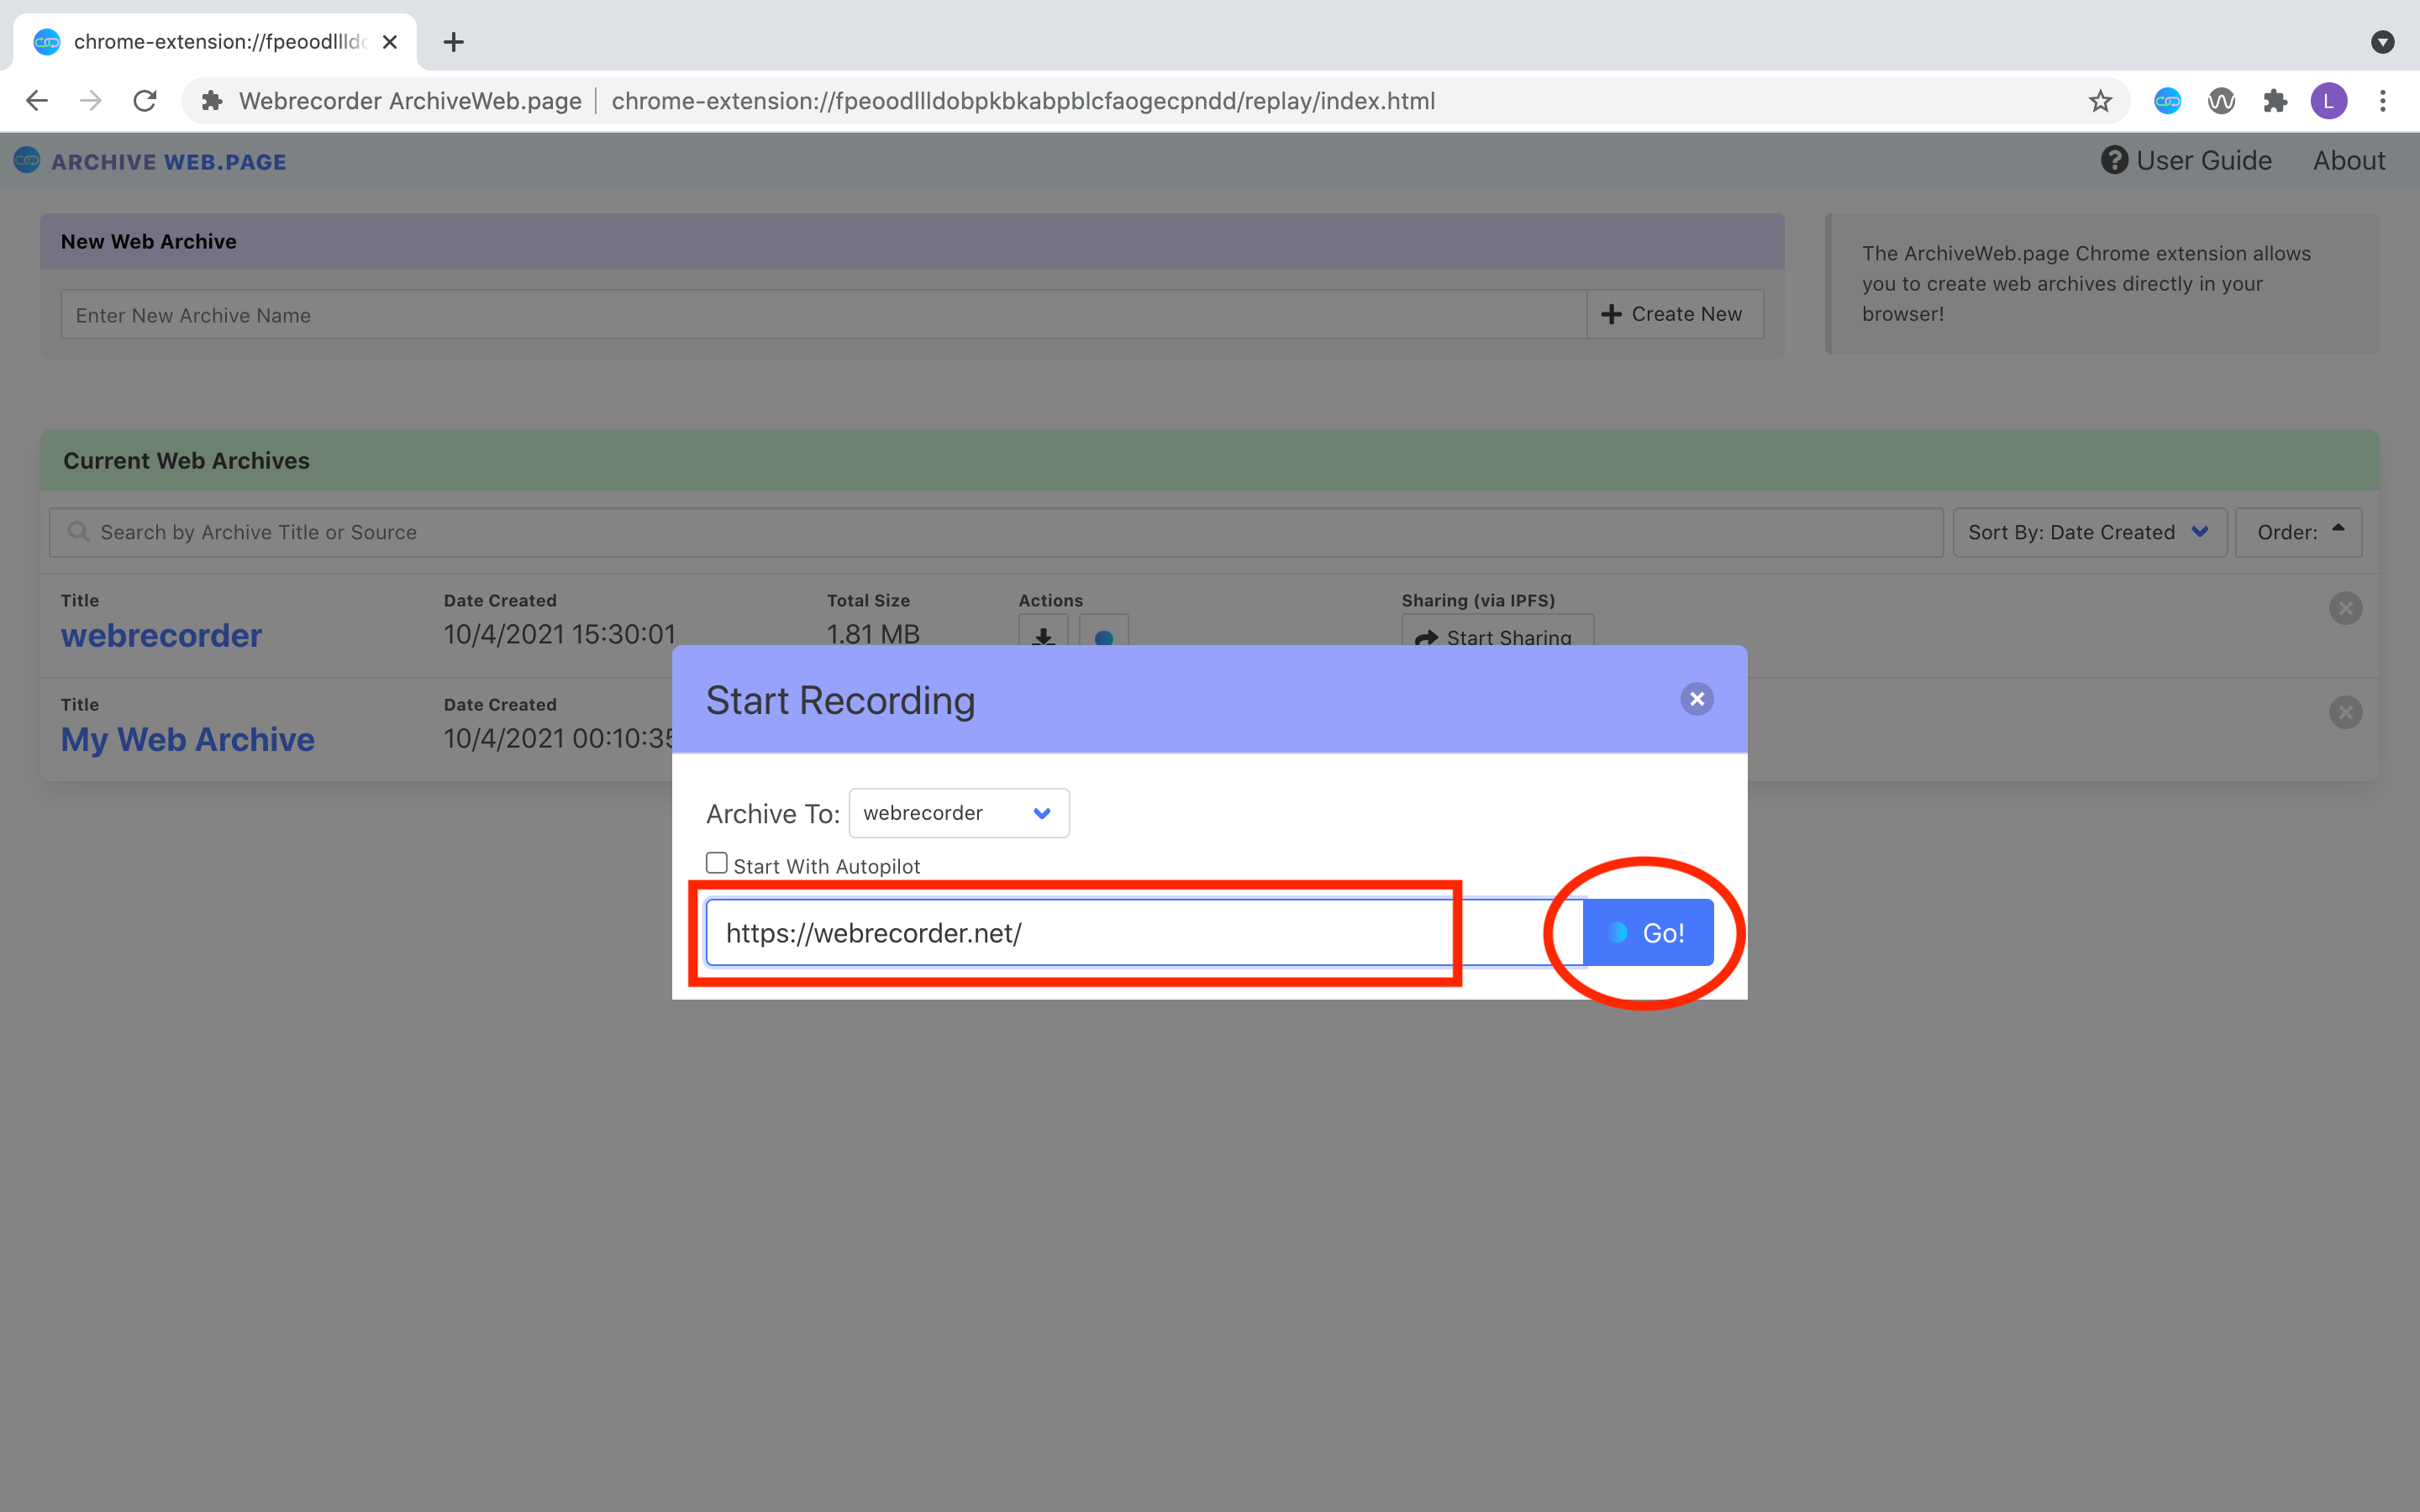 chrome-extension://fpeoodllld
Webrecorder ArchiveWeb.page | chrome-extension://fpeoodllldobpkbkabpblcfaogecpndd/replay/index.html
L
ARCHIVE WEB.PAGE
User Guide About
New Web Archive
Enter New Archive Name
Create New
The ArchiveWeb.page Chrome extension allows
you to create web archives directly in your
browser!
Current Web Archives
Search by Archive Title or Source
Sort By: Date Created
Order:
Title Date Created Total Size Actions Sharing (via IPFS)
webrecorder 10/4/2021 15:30:01 1.81 MB Start Sharing
Title Date Created
My Web Archive 10/4/2021 00:10:35
Start Recording
Archive To: webrecorder
Start With Autopilot
https://webrecorder.net/
Go!